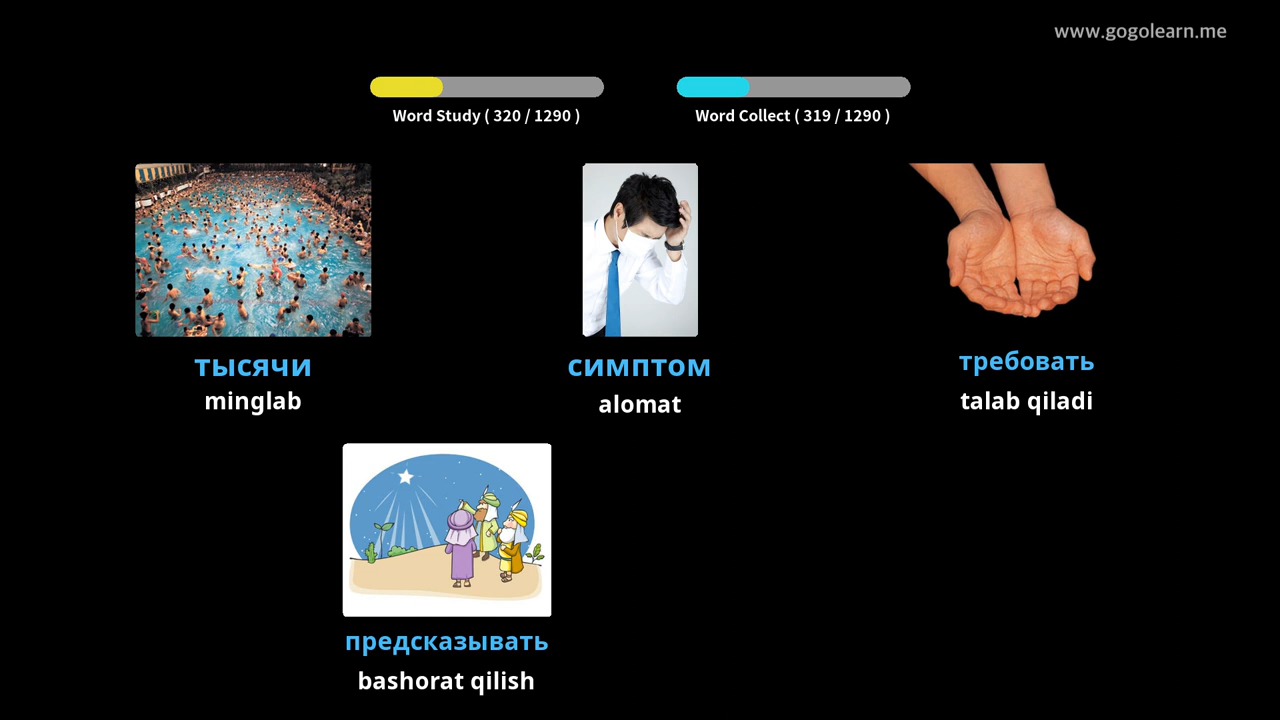 www.gogolearn.me
Word Study ( 320 / 1290 )
Word Collect ( 319 / 1290 )
тысячи
minglab
симптом
alomat
требовать
talab qiladi
предсказывать
bashorat qilish